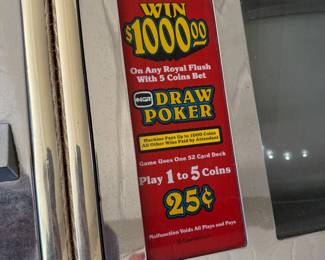 WIN
$1000.00
On Any Royal Flush
With 5 Coins Bet
IGT
DRAW
POKER
Machine Pays Up to 1000 Coins
All Other Wins Paid by Attendant
Game Uses One 52 Card Deck
Play 1 to 5 Coins
25¢
Malfunction Voids All Plays and Pays